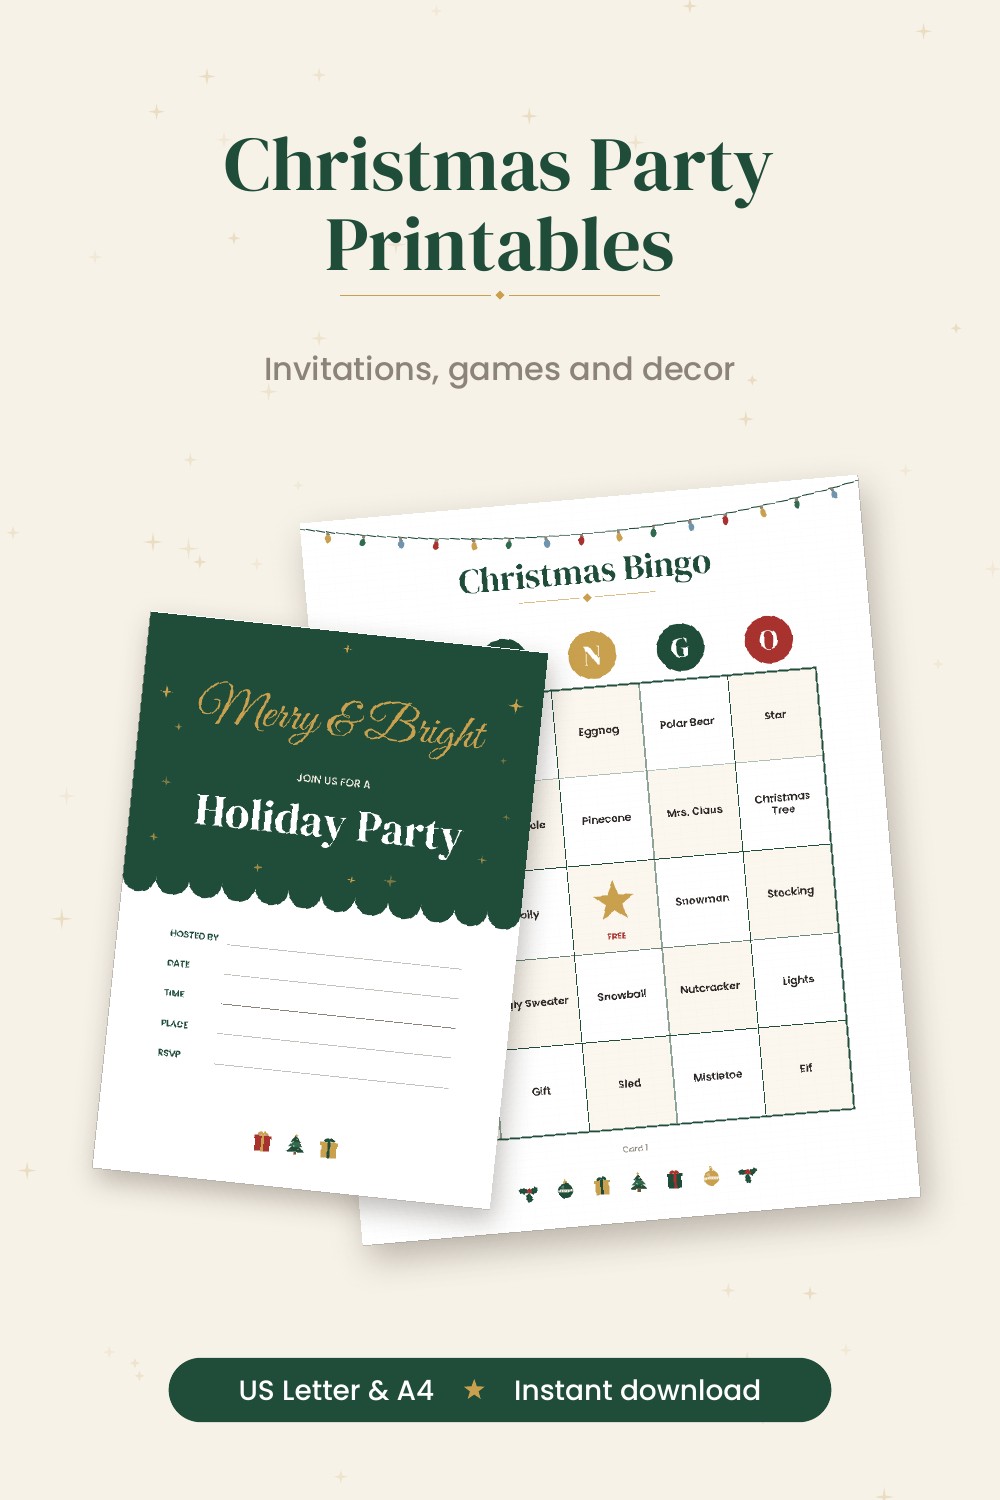 Christmas Party
Printables
Invitations, games and decor
Christmas Bingo
N G O
Merry & Bright
JOIN US FOR A
Holiday Party
HOSTED BY
DATE
TIME
PLACE
RSVP
Eggnog Polar Bear Star
Pinecone Mrs. Claus Christmas
Tree
FREE Snowman Stocking
Sweater Snowball Nutcracker Lights
Gift Sled Mistletoe Elf
Card 1
US Letter & A4 Instant download